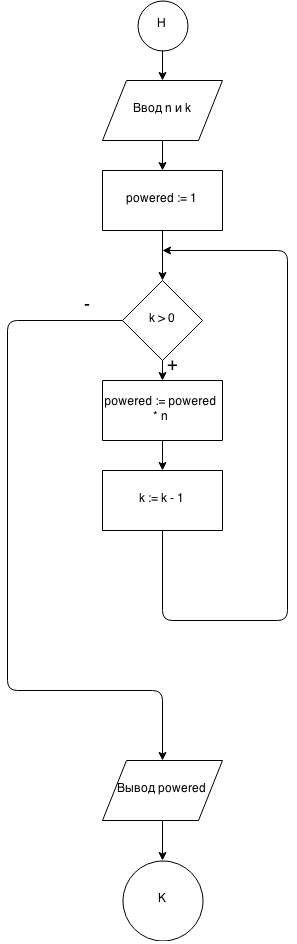 Н
Ввод n и k
powered := 1
k > 0
-
+
powered := powered
* n
k := k - 1
Вывод powered
К